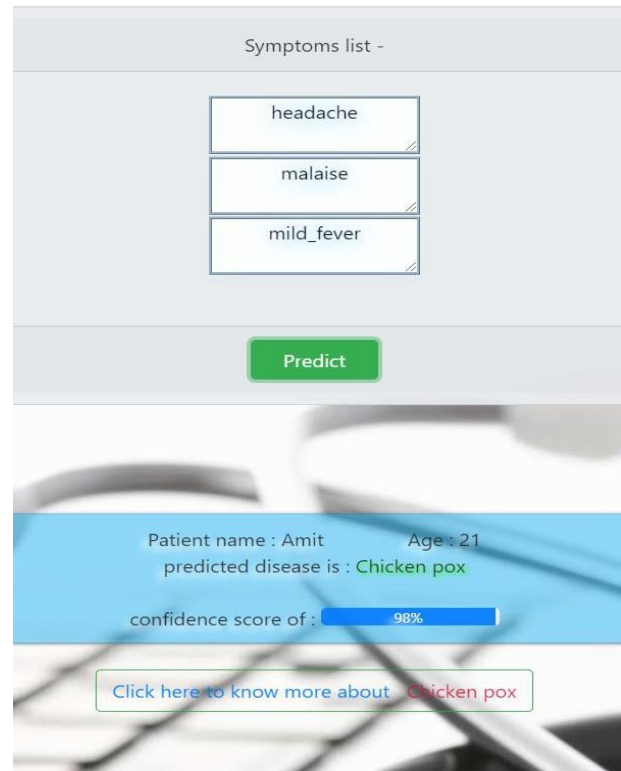 Symptoms list -
headache
malaise
mild_fever
Predict
Patient name : Amit Age : 21
predicted disease is : Chicken pox
confidence score of : 98%
Click here to know more about Chicken pox